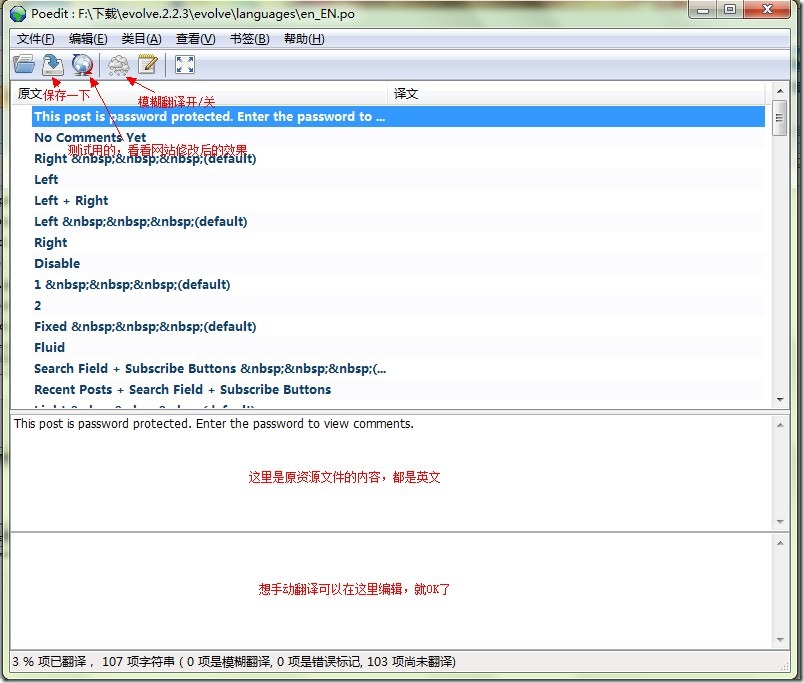 Poedit : F:\下载\evolve.2.2.3\evolve\languages\en_EN.po
文件(F) 编辑(E) 类目(A) 查看(V) 书签(B) 帮助(H)
原文 译文
保存一下
模糊翻译开/关
This post is password protected. Enter the password to ...
No Comments Yet
测试用的，看看网站修改后的效果
Right &nbsp;&nbsp;&nbsp;(default)
Left
Left + Right
Left &nbsp;&nbsp;&nbsp;(default)
Right
Disable
1 &nbsp;&nbsp;&nbsp;(default)
2
Fixed &nbsp;&nbsp;&nbsp;(default)
Fluid
Search Field + Subscribe Buttons &nbsp;&nbsp;&nbsp;(...
Recent Posts + Search Field + Subscribe Buttons
This post is password protected. Enter the password to view comments.
这里是原资源文件的内容，都是英文
想手动翻译可以在这里编辑，就OK了
3 % 项已翻译， 107 项字符串 ( 0 项是模糊翻译, 0 项是错误标记, 103 项尚未翻译)